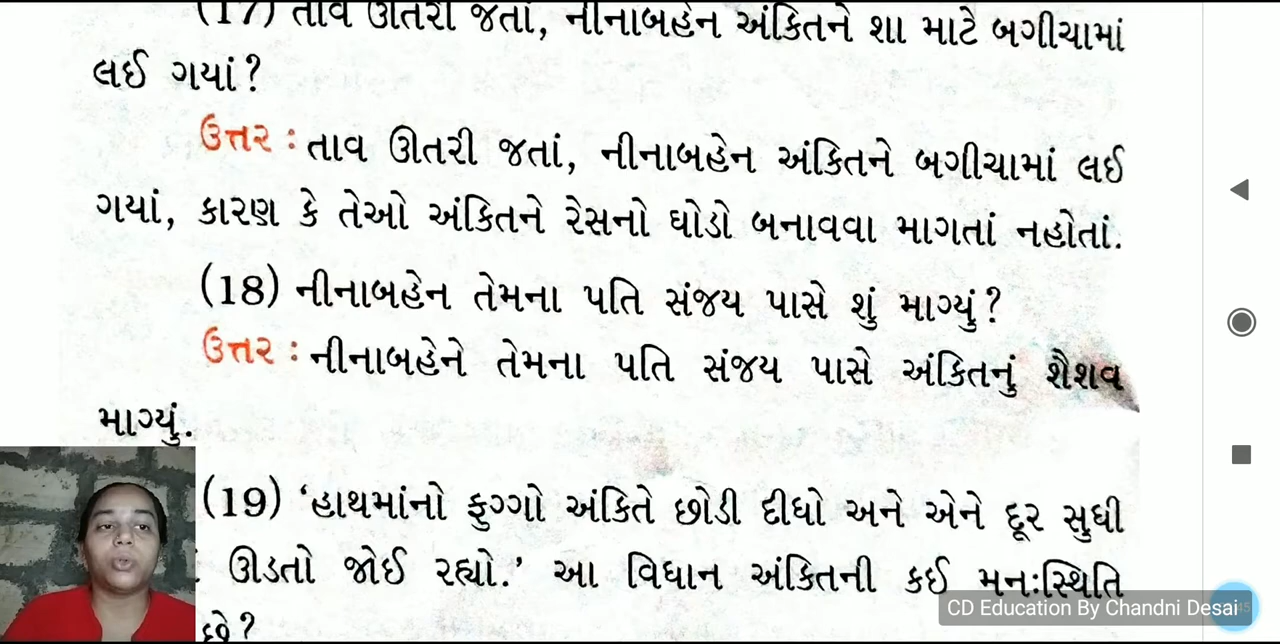 (17) તાવ ઊતરી જતાં, નીનાબહેન અંકિતને શા માટે બગીચામાં
લઈ ગયાં?
ઉત્તર : તાવ ઊતરી જતાં, નીનાબહેન અંકિતને બગીચામાં લઈ
ગયાં, કારણ કે તેઓ અંકિતને રેસનો ઘોડો બનાવવા માગતાં નહોતાં.
(18) નીનાબહેન તેમના પતિ સંજય પાસે શું માગ્યું?
ઉત્તર : નીનાબહેને તેમના પતિ સંજય પાસે અંકિતનું શૈશવ
માગ્યું.
(19) ‘હાથમાંનો ફુગ્ગો અંકિતે છોડી દીધો અને એને દૂર સુધી
ઊડતો જોઈ રહ્યો.’ આ વિધાન અંકિતની કઈ મનઃસ્થિતિ
છે?
CD Education By Chandni Desai